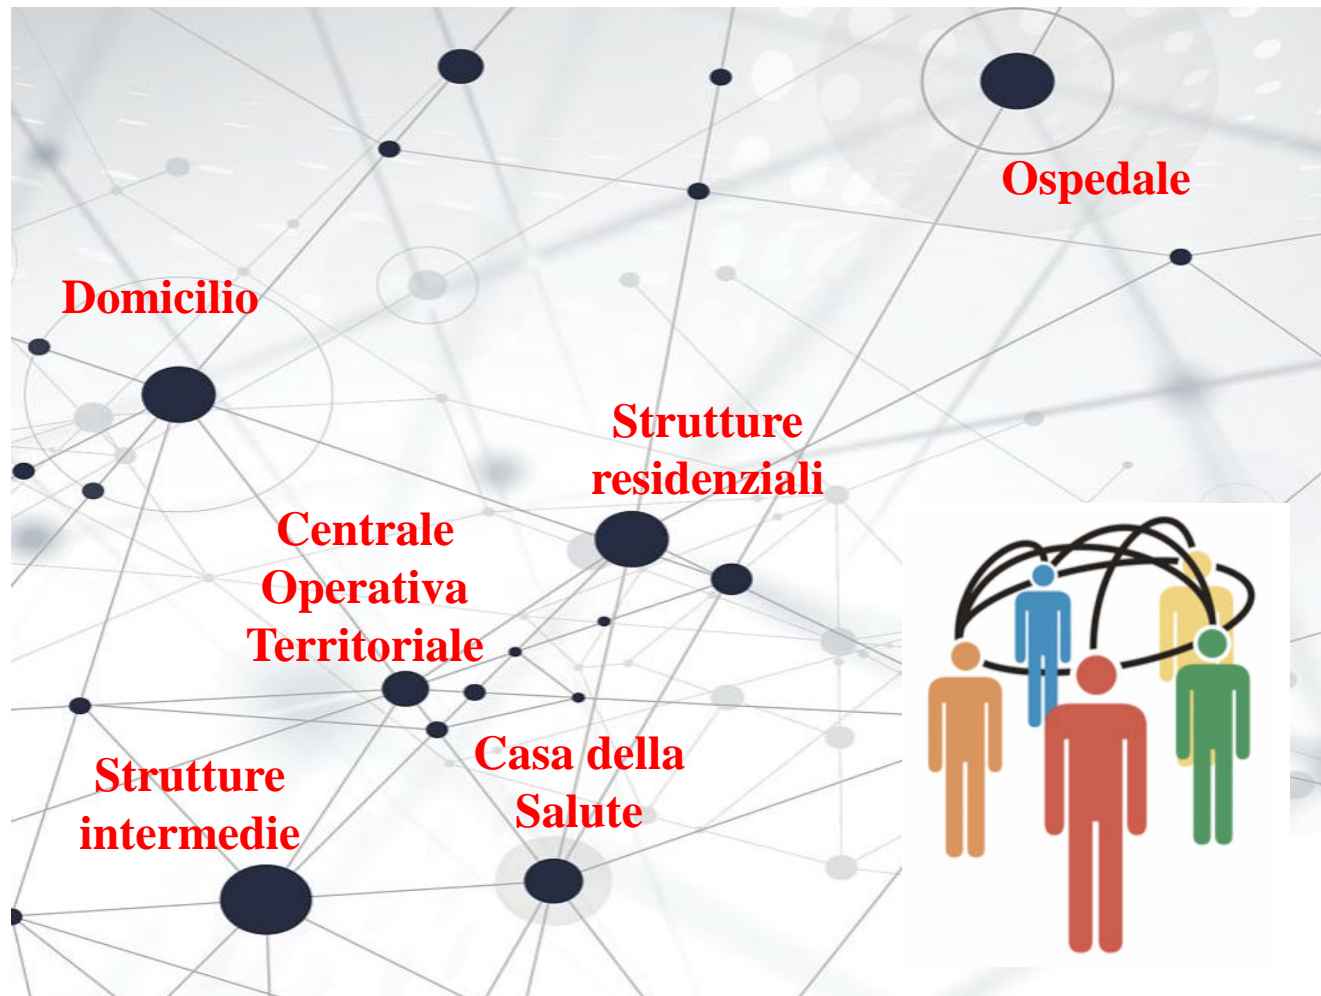 Ospedale
Domicilio
Strutture
residenziali
Centrale
Operativa
Territoriale
Casa della
Salute
Strutture
intermedie